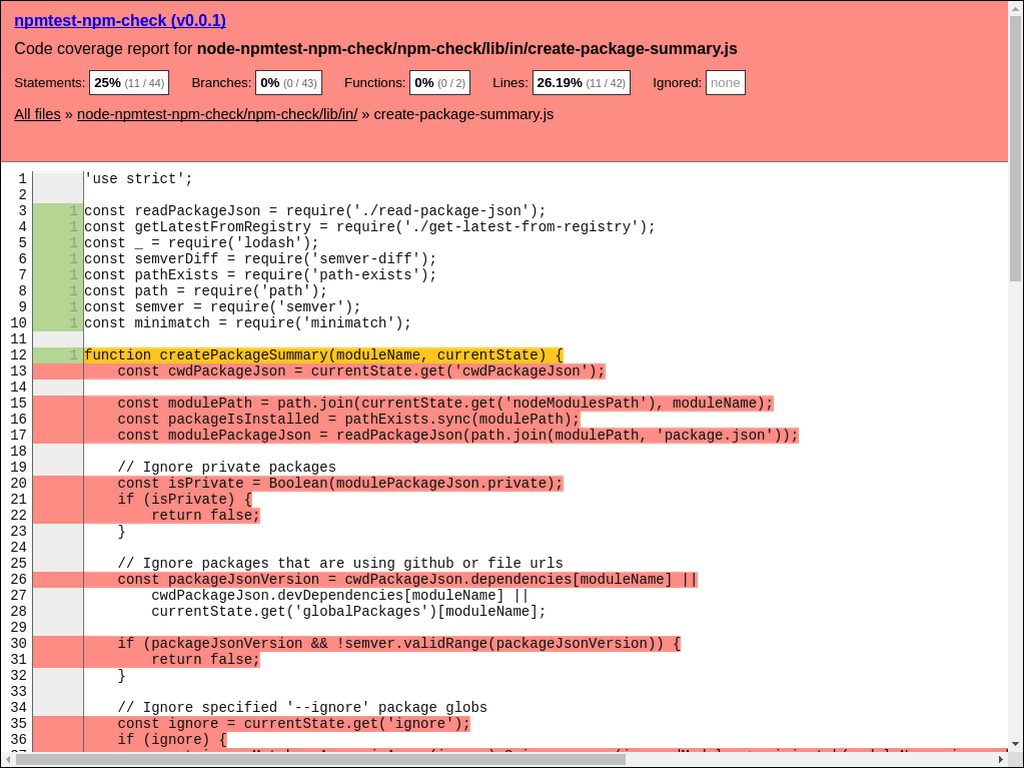 npmtest-npm-check (v0.0.1)
Code coverage report for node-npmtest-npm-check/npm-check/lib/in/create-package-summary.js
Statements: 25% (11 / 44) Branches: 0% (0 / 43) Functions: 0% (0 / 2) Lines: 26.19% (11 / 42) Ignored: none
All files » node-npmtest-npm-check/npm-check/lib/in/ » create-package-summary.js
1 'use strict';
2
3 1 const readPackageJson = require('./read-package-json');
4 1 const getLatestFromRegistry = require('./get-latest-from-registry');
5 1 const _ = require('lodash');
6 1 const semverDiff = require('semver-diff');
7 1 const pathExists = require('path-exists');
8 1 const path = require('path');
9 1 const semver = require('semver');
10 1 const minimatch = require('minimatch');
11
12 1 function createPackageSummary(moduleName, currentState) {
13 const cwdPackageJson = currentState.get('cwdPackageJson');
14
15 const modulePath = path.join(currentState.get('nodeModulesPath'), moduleName);
16 const packageIsInstalled = pathExists.sync(modulePath);
17 const modulePackageJson = readPackageJson(path.join(modulePath, 'package.json'));
18
19 // Ignore private packages
20 const isPrivate = Boolean(modulePackageJson.private);
21 if (isPrivate) {
22 return false;
23 }
24
25 // Ignore packages that are using github or file urls
26 const packageJsonVersion = cwdPackageJson.dependencies[moduleName] ||
27 cwdPackageJson.devDependencies[moduleName] ||
28 currentState.get('globalPackages')[moduleName];
29
30 if (packageJsonVersion && !semver.validRange(packageJsonVersion)) {
31 return false;
32 }
33
34 // Ignore specified '--ignore' package globs
35 const ignore = currentState.get('ignore');
36 if (ignore) {